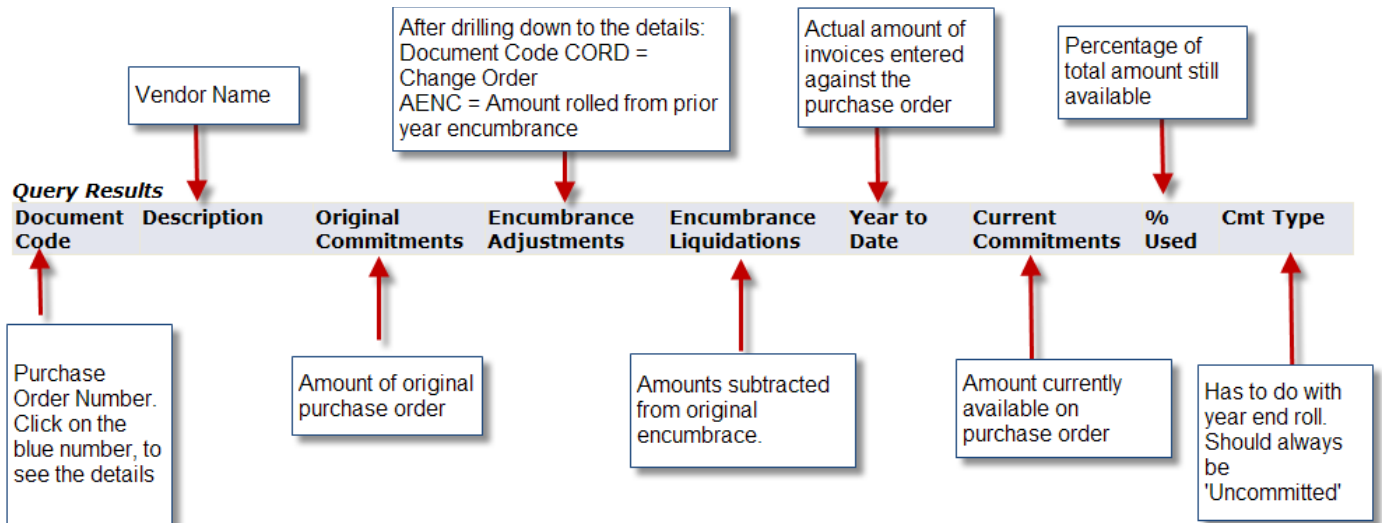 After drilling down to the details:
Document Code CORD =
Change Order
AENC = Amount rolled from prior
year encumbrance
Actual amount of
invoices entered
against the
purchase order
Percentage of
total amount still
available
Vendor Name
Query Results
Document Code
Description
Original Commitments
Encumbrance Adjustments
Encumbrance Liquidations
Year to Date
Current Commitments
% Used
Cmt Type
Purchase
Order Number.
Click on the
blue number, to
see the details
Amount of original
purchase order
Amounts subtracted
from original
encumbrace.
Amount currently
available on
purchase order
Has to do with
year end roll.
Should always
be
'Uncommitted'